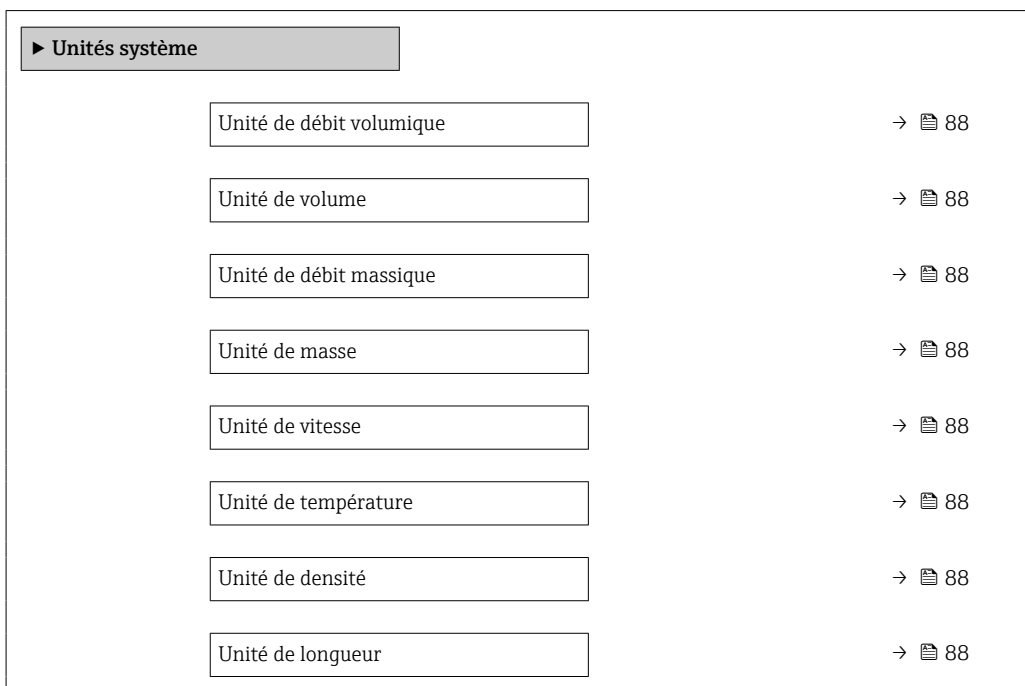 ▶ Unités système
Unité de débit volumique → 88
Unité de volume → 88
Unité de débit massique → 88
Unité de masse → 88
Unité de vitesse → 88
Unité de température → 88
Unité de densité → 88
Unité de longueur → 88